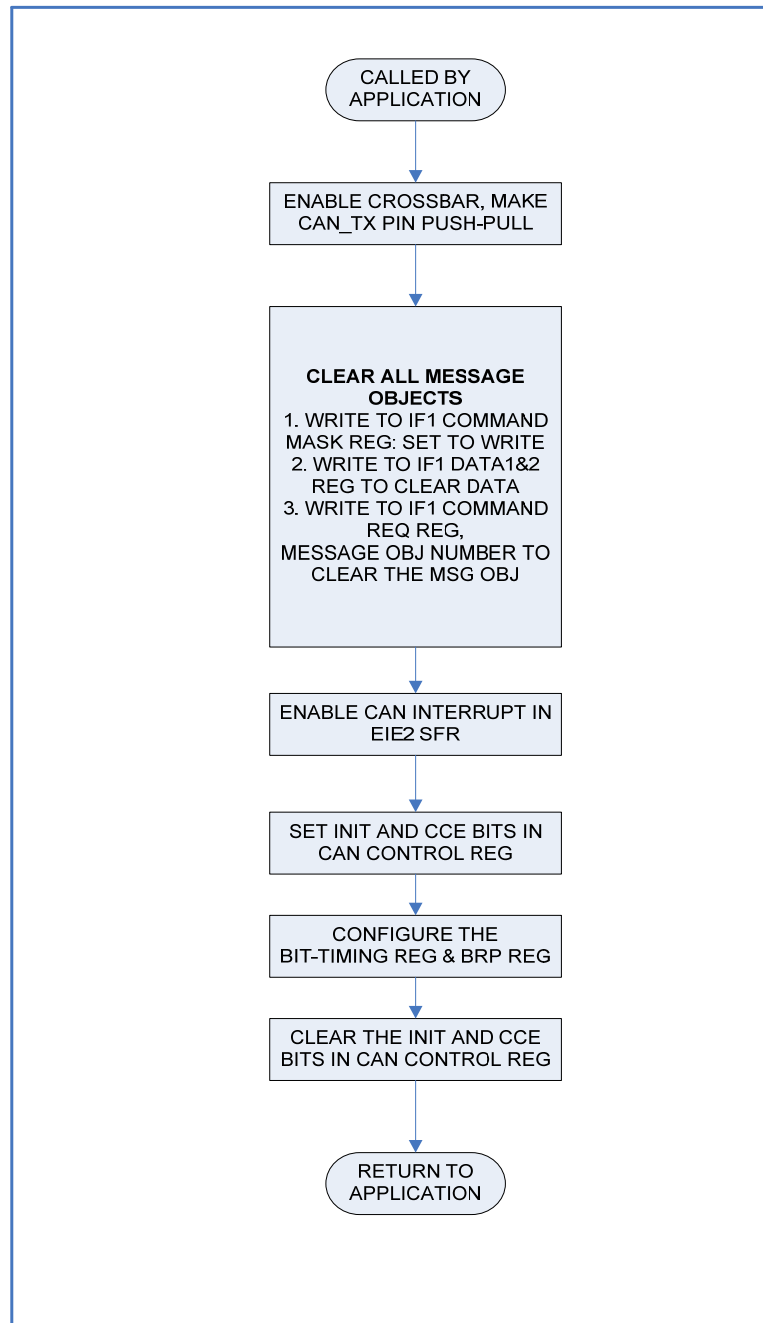 CALLED BY
APPLICATION
ENABLE CROSSBAR, MAKE
CAN_TX PIN PUSH-PULL
CLEAR ALL MESSAGE
OBJECTS
1. WRITE TO IF1 COMMAND
MASK REG: SET TO WRITE
2. WRITE TO IF1 DATA1&2
REG TO CLEAR DATA
3. WRITE TO IF1 COMMAND
REQ REG,
MESSAGE OBJ NUMBER TO
CLEAR THE MSG OBJ
ENABLE CAN INTERRUPT IN
EIE2 SFR
SET INIT AND CCE BITS IN
CAN CONTROL REG
CONFIGURE THE
BIT-TIMING REG & BRP REG
CLEAR THE INIT AND CCE
BITS IN CAN CONTROL REG
RETURN TO
APPLICATION